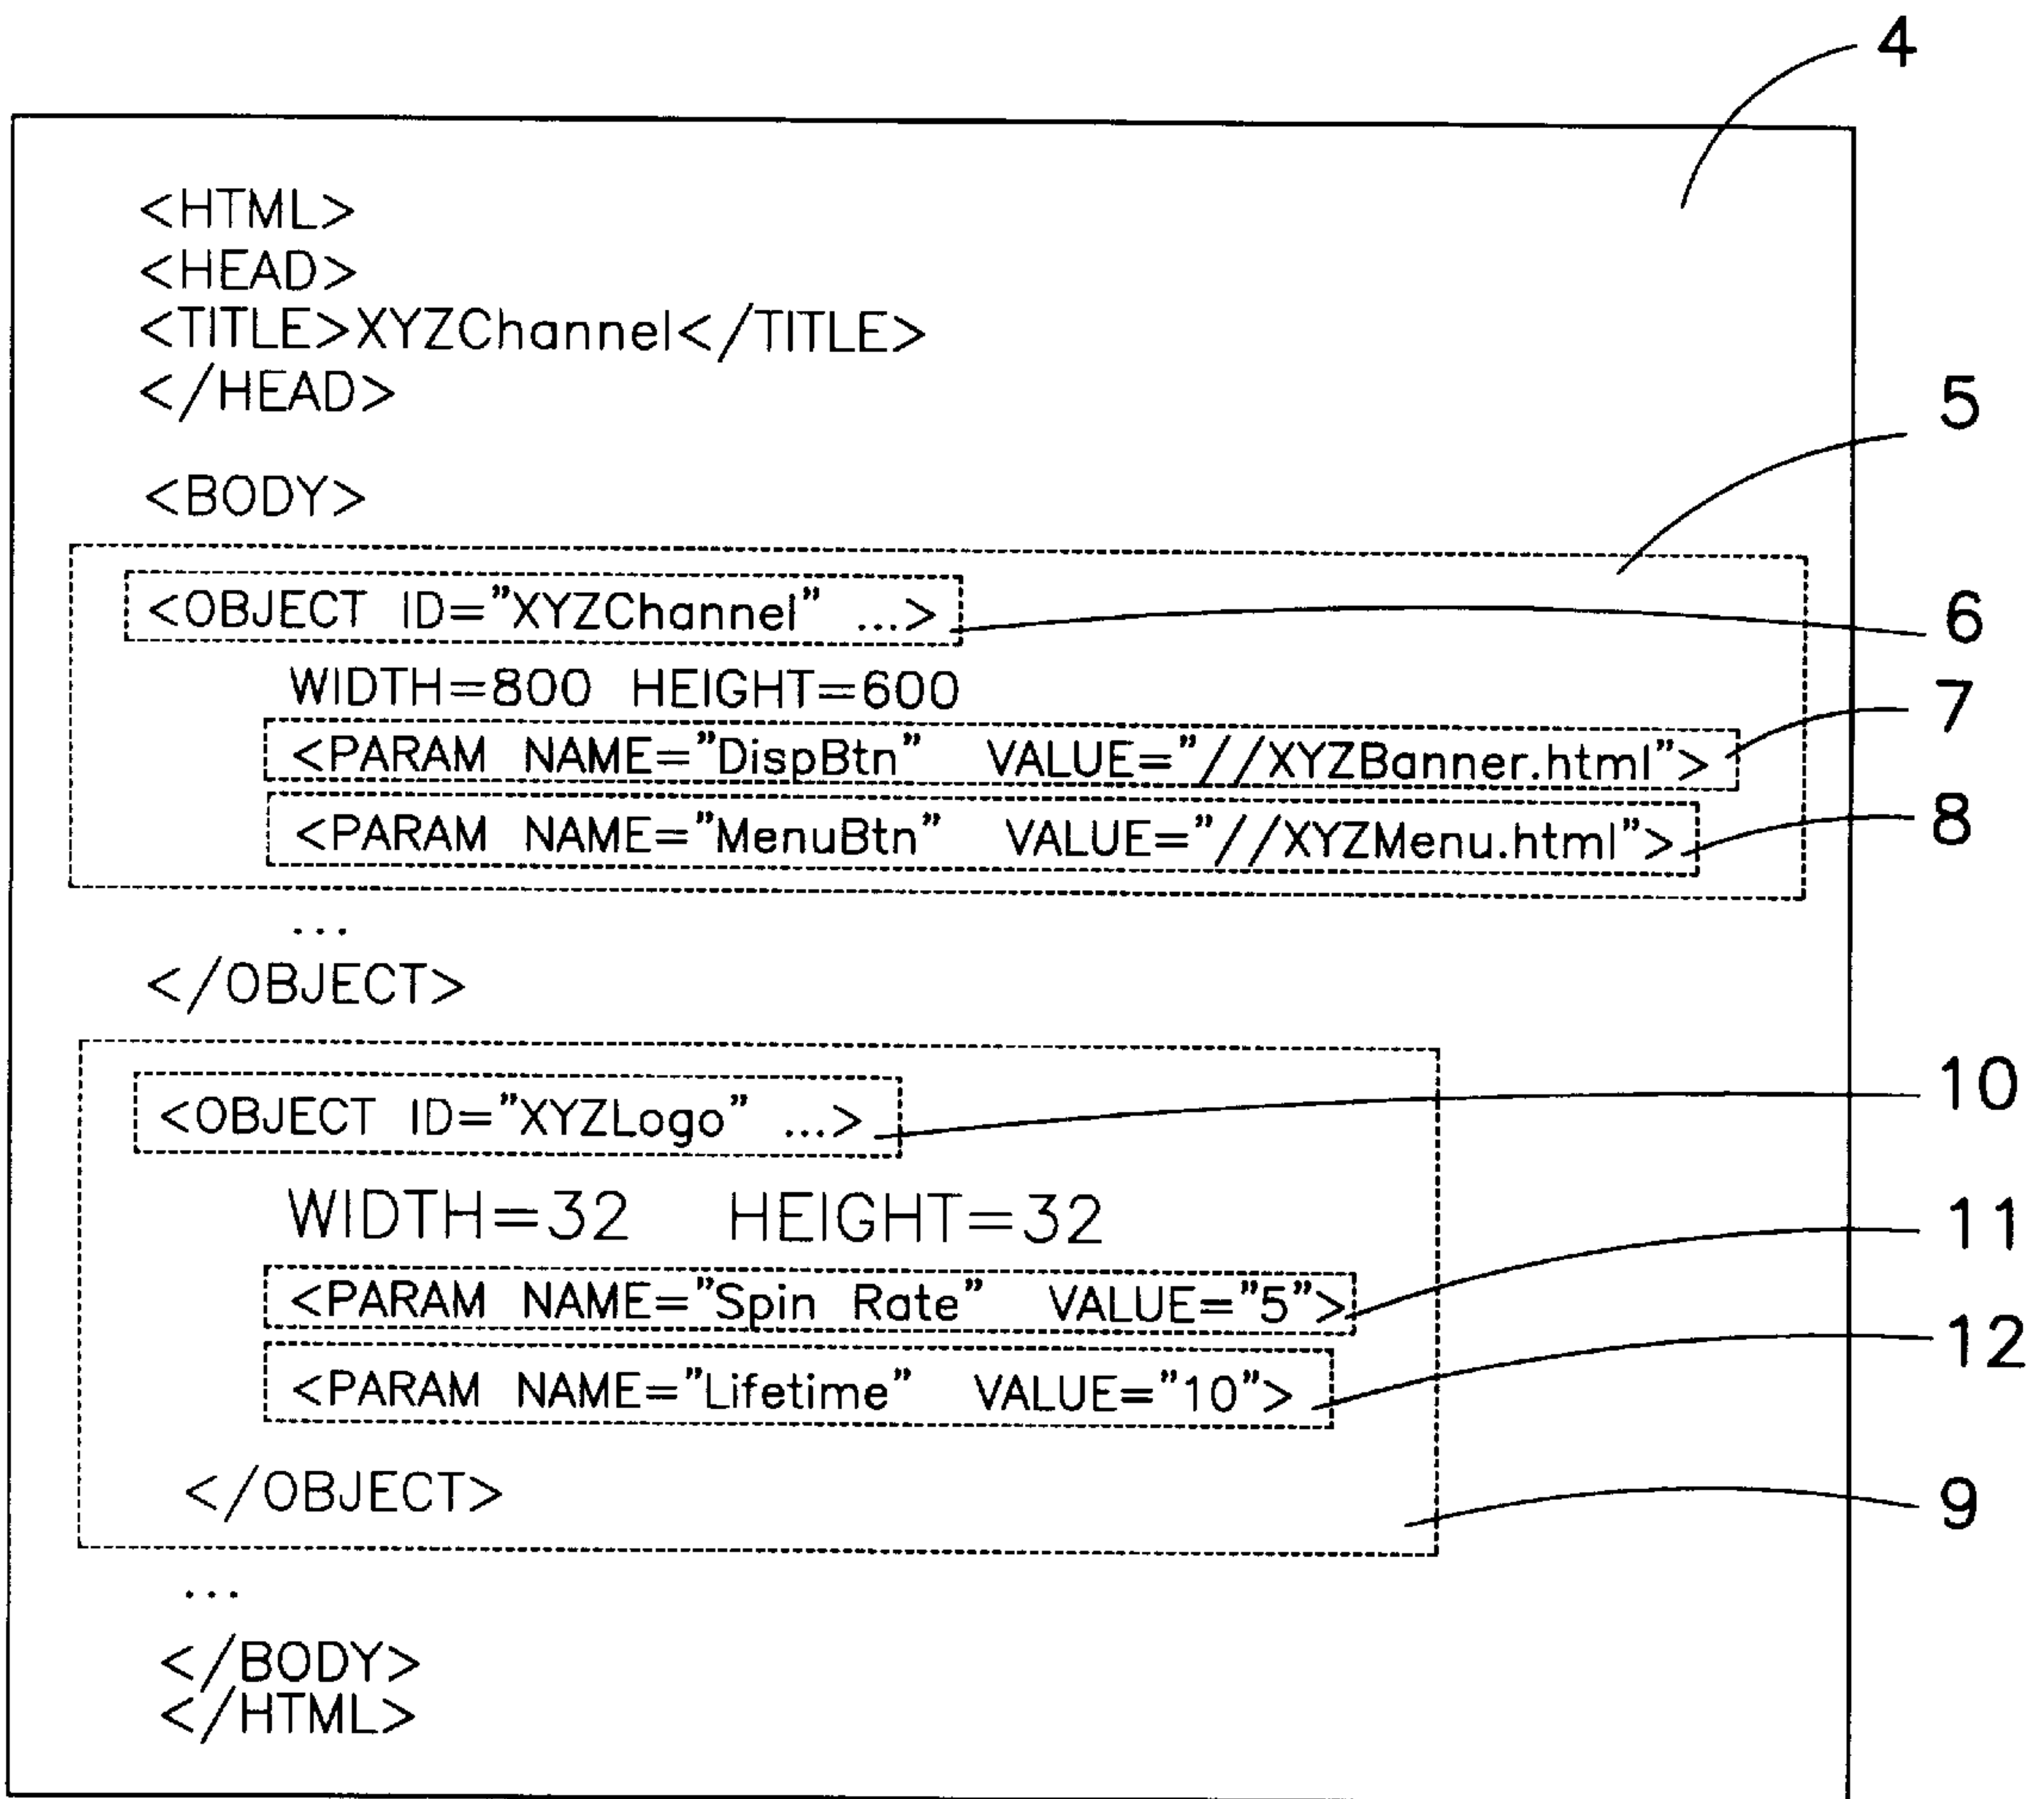 4
<HTML>
<HEAD>
<TITLE>XYZChannel</TITLE>
</HEAD>
5
<BODY>
<OBJECT ID="XYZChannel" ...>
6
WIDTH=800 HEIGHT=600
7
<PARAM NAME="DispBtn" VALUE="//XYZBanner.html">
<PARAM NAME="MenuBtn" VALUE="//XYZMenu.html">
8
...
</OBJECT>
10
<OBJECT ID="XYZLogo" ...>
WIDTH=32 HEIGHT=32
11
<PARAM NAME="Spin Rate" VALUE="5">
12
<PARAM NAME="Lifetime" VALUE="10">
</OBJECT>
9
...
</BODY>
</HTML>